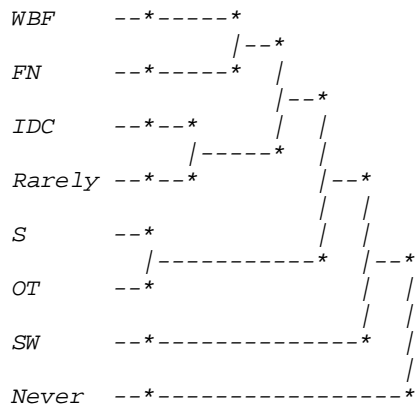 WBF --*-----*
|--*
FN --*-----* |
|--*
IDC --*--* | |
|-----* |
Rarely --*--* |--*
| |
S --* | |
|-----------* |--*
OT --* | |
| |
SW --*--------------* |
|
Never --*-----------------*